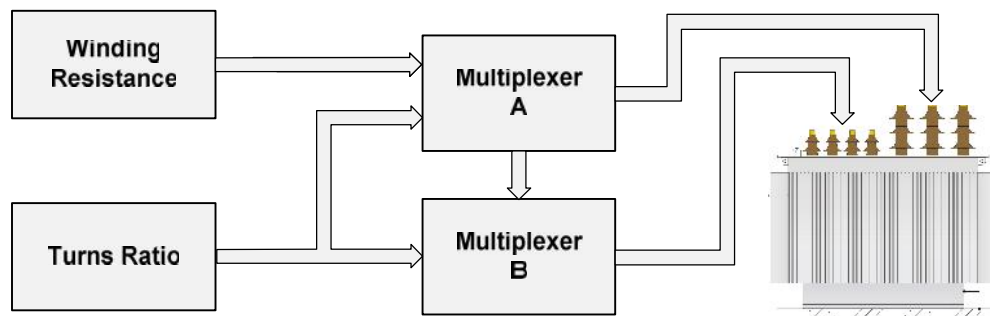 Winding
Resistance
Multiplexer
A
Turns Ratio
Multiplexer
B